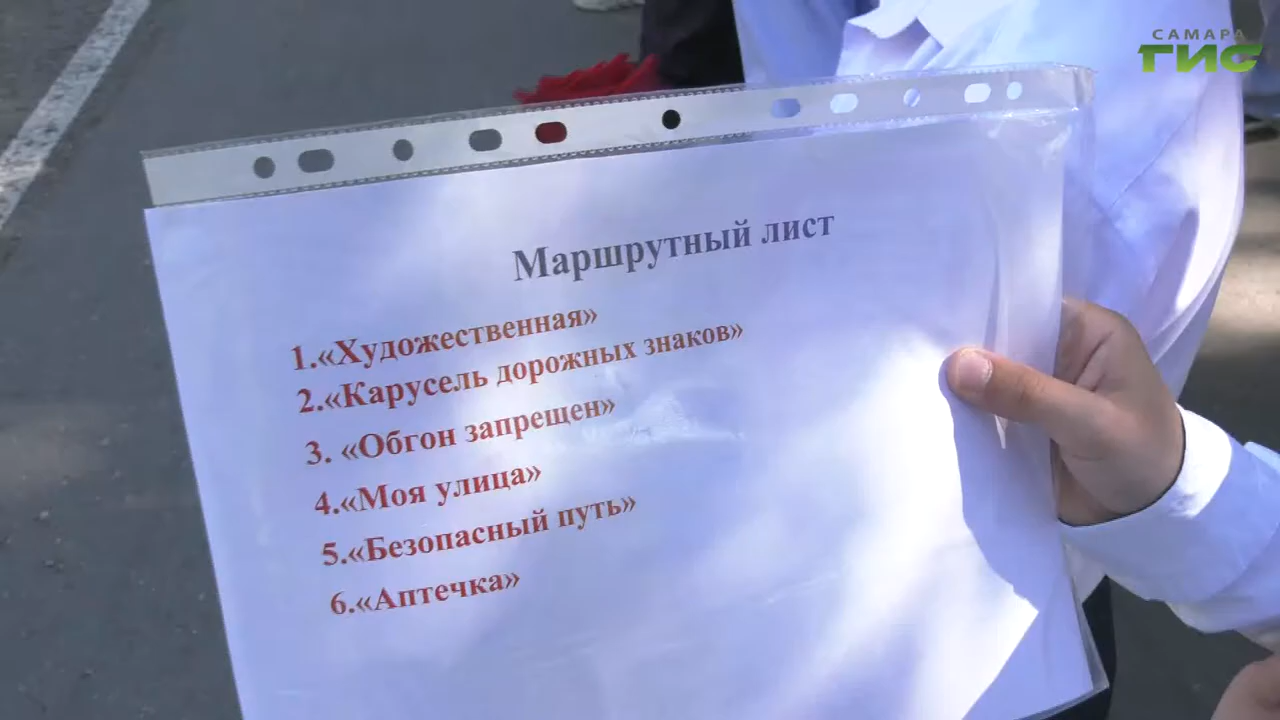 САМАРА
ГИС
Маршрутный лист
1.«Художественная»
2.«Карусель дорожных знаков»
3. «Обгон запрещен»
4.«Моя улица»
5.«Безопасный путь»
6.«Аптечка»